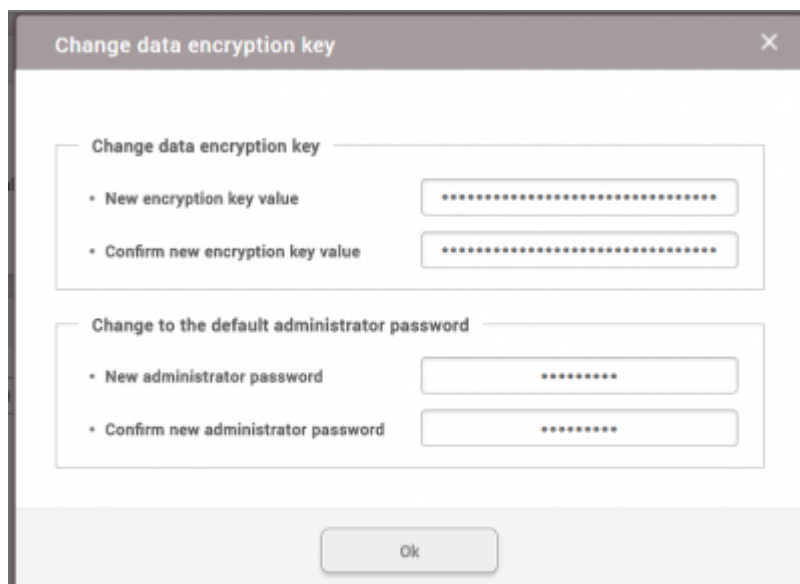 Change data encryption key
Change data encryption key
• New encryption key value ••••••••••••••••••••••••••••••••
• Confirm new encryption key value ••••••••••••••••••••••••••••••••
Change to the default administrator password
• New administrator password •••••••••
• Confirm new administrator password •••••••••
Ok